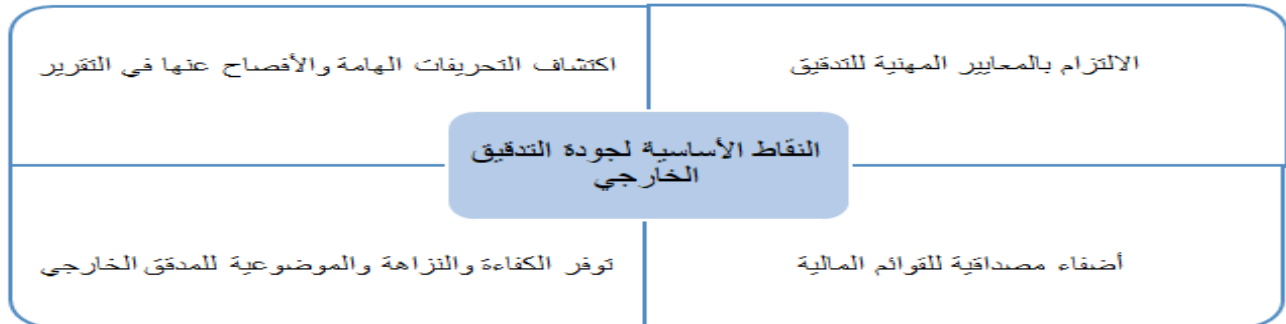 الالتزام بالمعايير المهنية للتدقيق
اكتشاف التحريفات الهامة والأفصاح عنها في التقرير
النقاط الأساسية لجودة التدقيق
الخارجي
أضفاء مصداقية للقوائم المالية
توفر الكفاءة والنزاهة والموضوعية للمدقق الخارجي